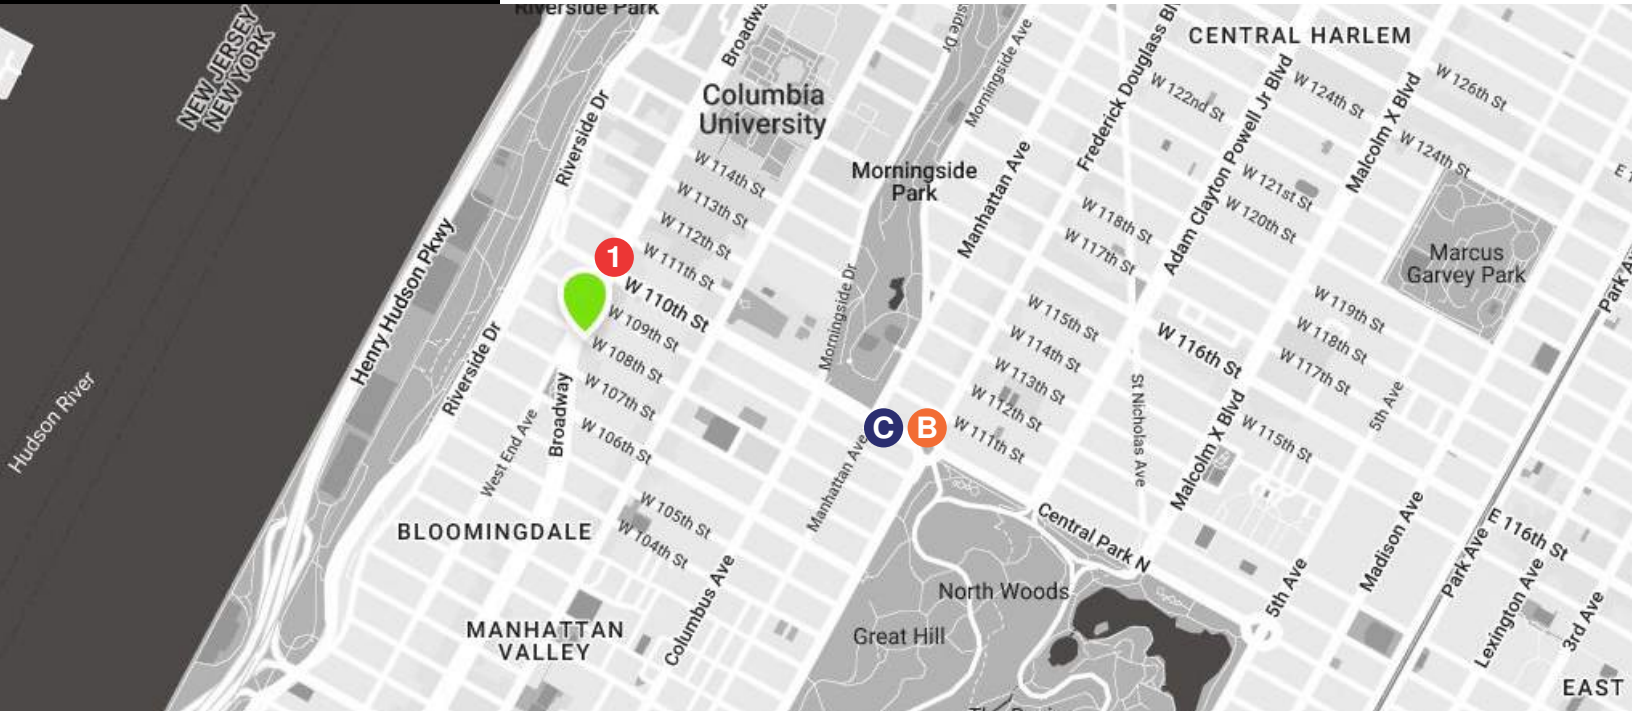 Riverside Park
NEW JERSEY
NEW YORK
Broadway
CENTRAL HARLEM
Columbia
University
Riverside Dr
Morningside Ave
Frederick Douglass Bl
W 122nd St
Adam Clayton Powell Jr Blvd
W 124th St
Malcolm X Blvd
W 126th St
W 124th St
Morningside
Park
Manhattan Ave
W 114th St
W 113th St
W 112th St
W 111th St
W 110th St
W 109th St
W 108th St
W 107th St
W 106th St
W 105th St
W 104th St
1
W 121st St
W 120th St
W 118th St
W 117th St
Marcus
Garvey Park
Park Av
Henry Hudson Pkwy
Riverside Dr
Morningside Dr
W 115th St
W 114th St
W 113th St
W 112th St
W 111th St
W 116th St
W 119th St
W 118th St
W 117th St
W 115th St
5th Ave
St Nicholas Ave
Malcolm X Blvd
C
B
Hudson River
West End Ave
Broadway
Manhattan Ave
BLOOMINGDALE
MANHATTAN
VALLEY
Columbus Ave
Central Park N
North Woods
Great Hill
5th Ave
Madison Ave
Park Ave
E 116th St
Lexington Ave
3rd Ave
EAST